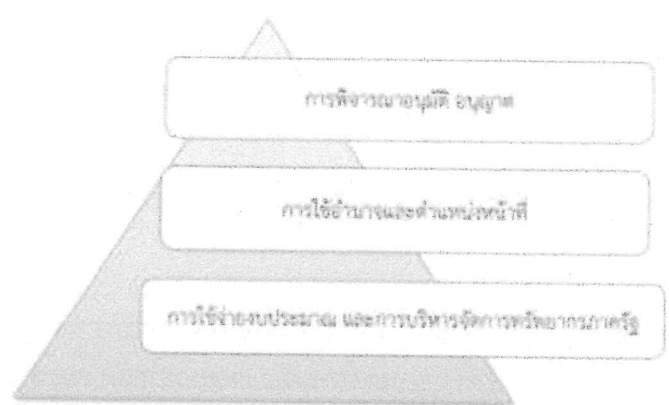 การพิจารณาอนุมัติ อนุญาต
การใช้อำนาจและตำแหน่งหน้าที่
การใช้จ่ายงบประมาณ และการบริหารจัดการทรัพยากรภาครัฐ